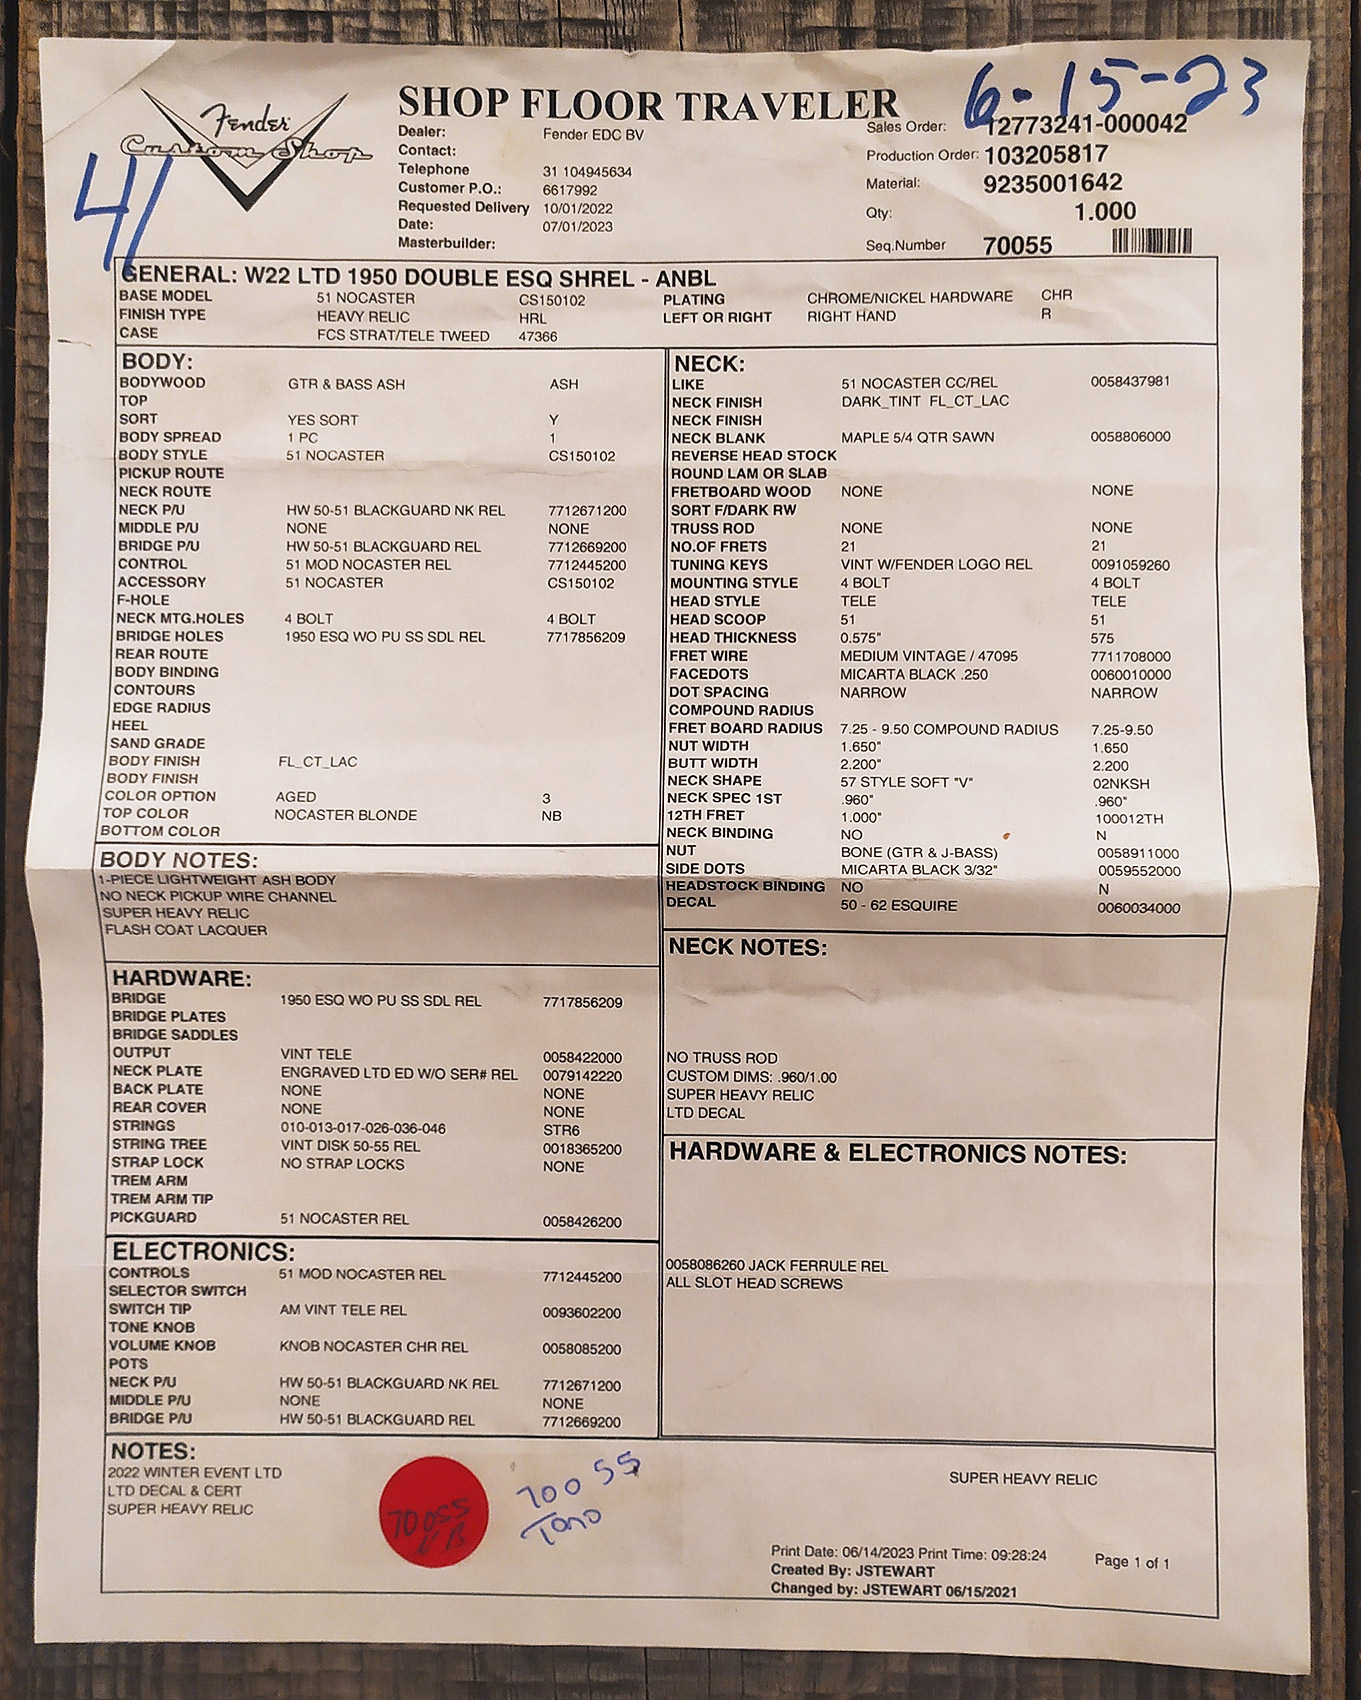 6-15-23
41
Fender
Custom Shop
SHOP FLOOR TRAVELER
Dealer: Fender EDC BV
Contact:
Telephone 31 104945634
Customer P.O.: 6617992
Requested Delivery 10/01/2022
Date: 07/01/2023
Masterbuilder:
Sales Order: 12773241-000042
Production Order: 103205817
Material: 9235001642
Qty: 1.000
Seq.Number 70055
GENERAL: W22 LTD 1950 DOUBLE ESQ SHREL - ANBL
BASE MODEL 51 NOCASTER CS150102 PLATING CHROME/NICKEL HARDWARE CHR
FINISH TYPE HEAVY RELIC HRL LEFT OR RIGHT RIGHT HAND R
CASE FCS STRAT/TELE TWEED 47366
BODY:
BODYWOOD GTR & BASS ASH ASH
TOP
SORT YES SORT Y
BODY SPREAD 1 PC 1
BODY STYLE 51 NOCASTER CS150102
PICKUP ROUTE
NECK ROUTE
NECK P/U HW 50-51 BLACKGUARD NK REL 7712671200
MIDDLE P/U NONE NONE
BRIDGE P/U HW 50-51 BLACKGUARD REL 7712669200
CONTROL 51 MOD NOCASTER REL 7712445200
ACCESSORY 51 NOCASTER CS150102
F-HOLE
NECK MTG.HOLES 4 BOLT 4 BOLT
BRIDGE HOLES 1950 ESQ WO PU SS SDL REL 7717856209
REAR ROUTE
BODY BINDING
CONTOURS
EDGE RADIUS
HEEL
SAND GRADE
BODY FINISH FL_CT_LAC
BODY FINISH
COLOR OPTION AGED 3
TOP COLOR NOCASTER BLONDE NB
BOTTOM COLOR
BODY NOTES:
1-PIECE LIGHTWEIGHT ASH BODY
NO NECK PICKUP WIRE CHANNEL
SUPER HEAVY RELIC
FLASH COAT LACQUER
HARDWARE:
BRIDGE 1950 ESQ WO PU SS SDL REL 7717856209
BRIDGE PLATES
BRIDGE SADDLES
OUTPUT VINT TELE 0058422000
NECK PLATE ENGRAVED LTD ED W/O SER# REL 0079142220
BACK PLATE NONE NONE
REAR COVER NONE NONE
STRINGS 010-013-017-026-036-046 STR6
STRING TREE VINT DISK 50-55 REL 0018365200
STRAP LOCK NO STRAP LOCKS NONE
TREM ARM
TREM ARM TIP
PICKGUARD 51 NOCASTER REL 0058426200
ELECTRONICS:
CONTROLS 51 MOD NOCASTER REL 7712445200
SELECTOR SWITCH
SWITCH TIP AM VINT TELE REL 0093602200
TONE KNOB
VOLUME KNOB KNOB NOCASTER CHR REL 0058085200
POTS
NECK P/U HW 50-51 BLACKGUARD NK REL 7712671200
MIDDLE P/U NONE NONE
BRIDGE P/U HW 50-51 BLACKGUARD REL 7712669200
NECK:
LIKE 51 NOCASTER CC/REL 0058437981
NECK FINISH DARK_TINT FL_CT_LAC
NECK FINISH
NECK BLANK MAPLE 5/4 QTR SAWN 0058806000
REVERSE HEAD STOCK
ROUND LAM OR SLAB
FRETBOARD WOOD NONE NONE
SORT F/DARK RW
TRUSS ROD NONE NONE
NO.OF FRETS 21 21
TUNING KEYS VINT W/FENDER LOGO REL 0091059260
MOUNTING STYLE 4 BOLT 4 BOLT
HEAD STYLE TELE TELE
HEAD SCOOP 51 51
HEAD THICKNESS 0.575" 575
FRET WIRE MEDIUM VINTAGE / 47095 7711708000
FACEDOTS MICARTA BLACK .250 0060010000
DOT SPACING NARROW NARROW
COMPOUND RADIUS
FRET BOARD RADIUS 7.25 - 9.50 COMPOUND RADIUS 7.25-9.50
NUT WIDTH 1.650" 1.650
BUTT WIDTH 2.200" 2.200
NECK SHAPE 57 STYLE SOFT "V" 02NKSH
NECK SPEC 1ST .960" .960"
12TH FRET 1.000" 100012TH
NECK BINDING NO N
NUT BONE (GTR & J-BASS) 0058911000
SIDE DOTS MICARTA BLACK 3/32" 0059552000
HEADSTOCK BINDING NO N
DECAL 50 - 62 ESQUIRE 0060034000
NECK NOTES:
NO TRUSS ROD
CUSTOM DIMS: .960/1.00
SUPER HEAVY RELIC
LTD DECAL
HARDWARE & ELECTRONICS NOTES:
0058086260 JACK FERRULE REL
ALL SLOT HEAD SCREWS
NOTES:
2022 WINTER EVENT LTD
LTD DECAL & CERT
SUPER HEAVY RELIC
70055
NB
70055
SUPER HEAVY RELIC
Print Date: 06/14/2023 Print Time: 09:28:24
Created By: JSTEWART
Changed by: JSTEWART 06/15/2021
Page 1 of 1